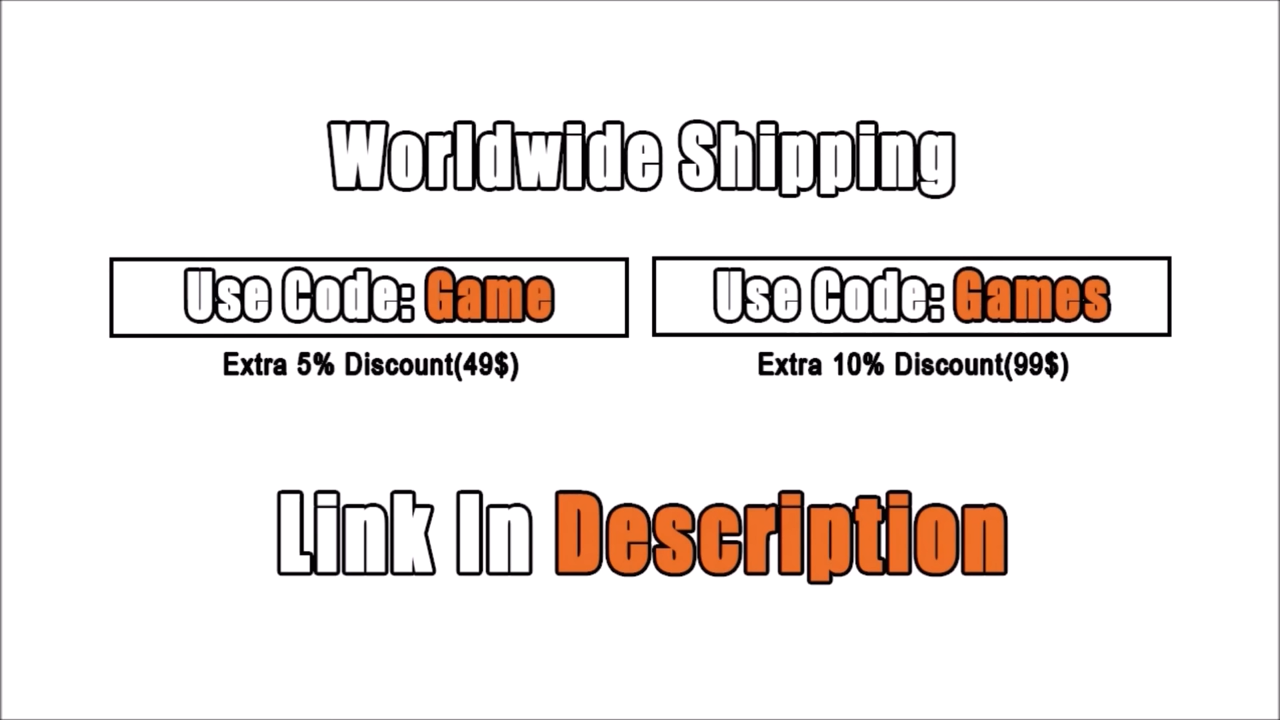 Worldwide Shipping
Use Code: Game
Extra 5% Discount(49$)
Use Code: Games
Extra 10% Discount(99$)
Link In Description